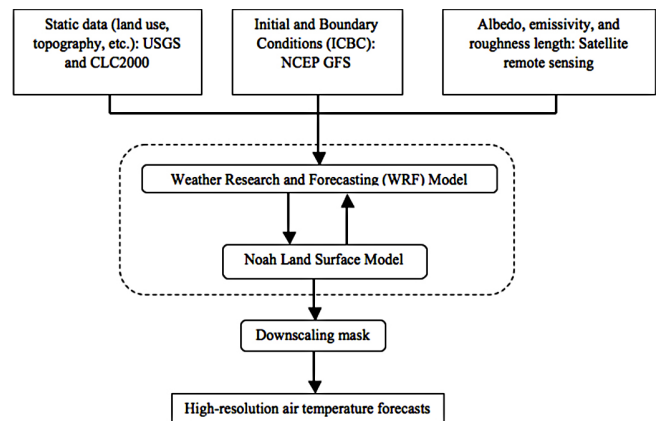 Static data (land use,
topography, etc.): USGS
and CLC2000
Initial and Boundary
Conditions (ICBC):
NCEP GFS
Albedo, emissivity, and
roughness length: Satellite
remote sensing
Weather Research and Forecasting (WRF) Model
Noah Land Surface Model
Downscaling mask
High-resolution air temperature forecasts